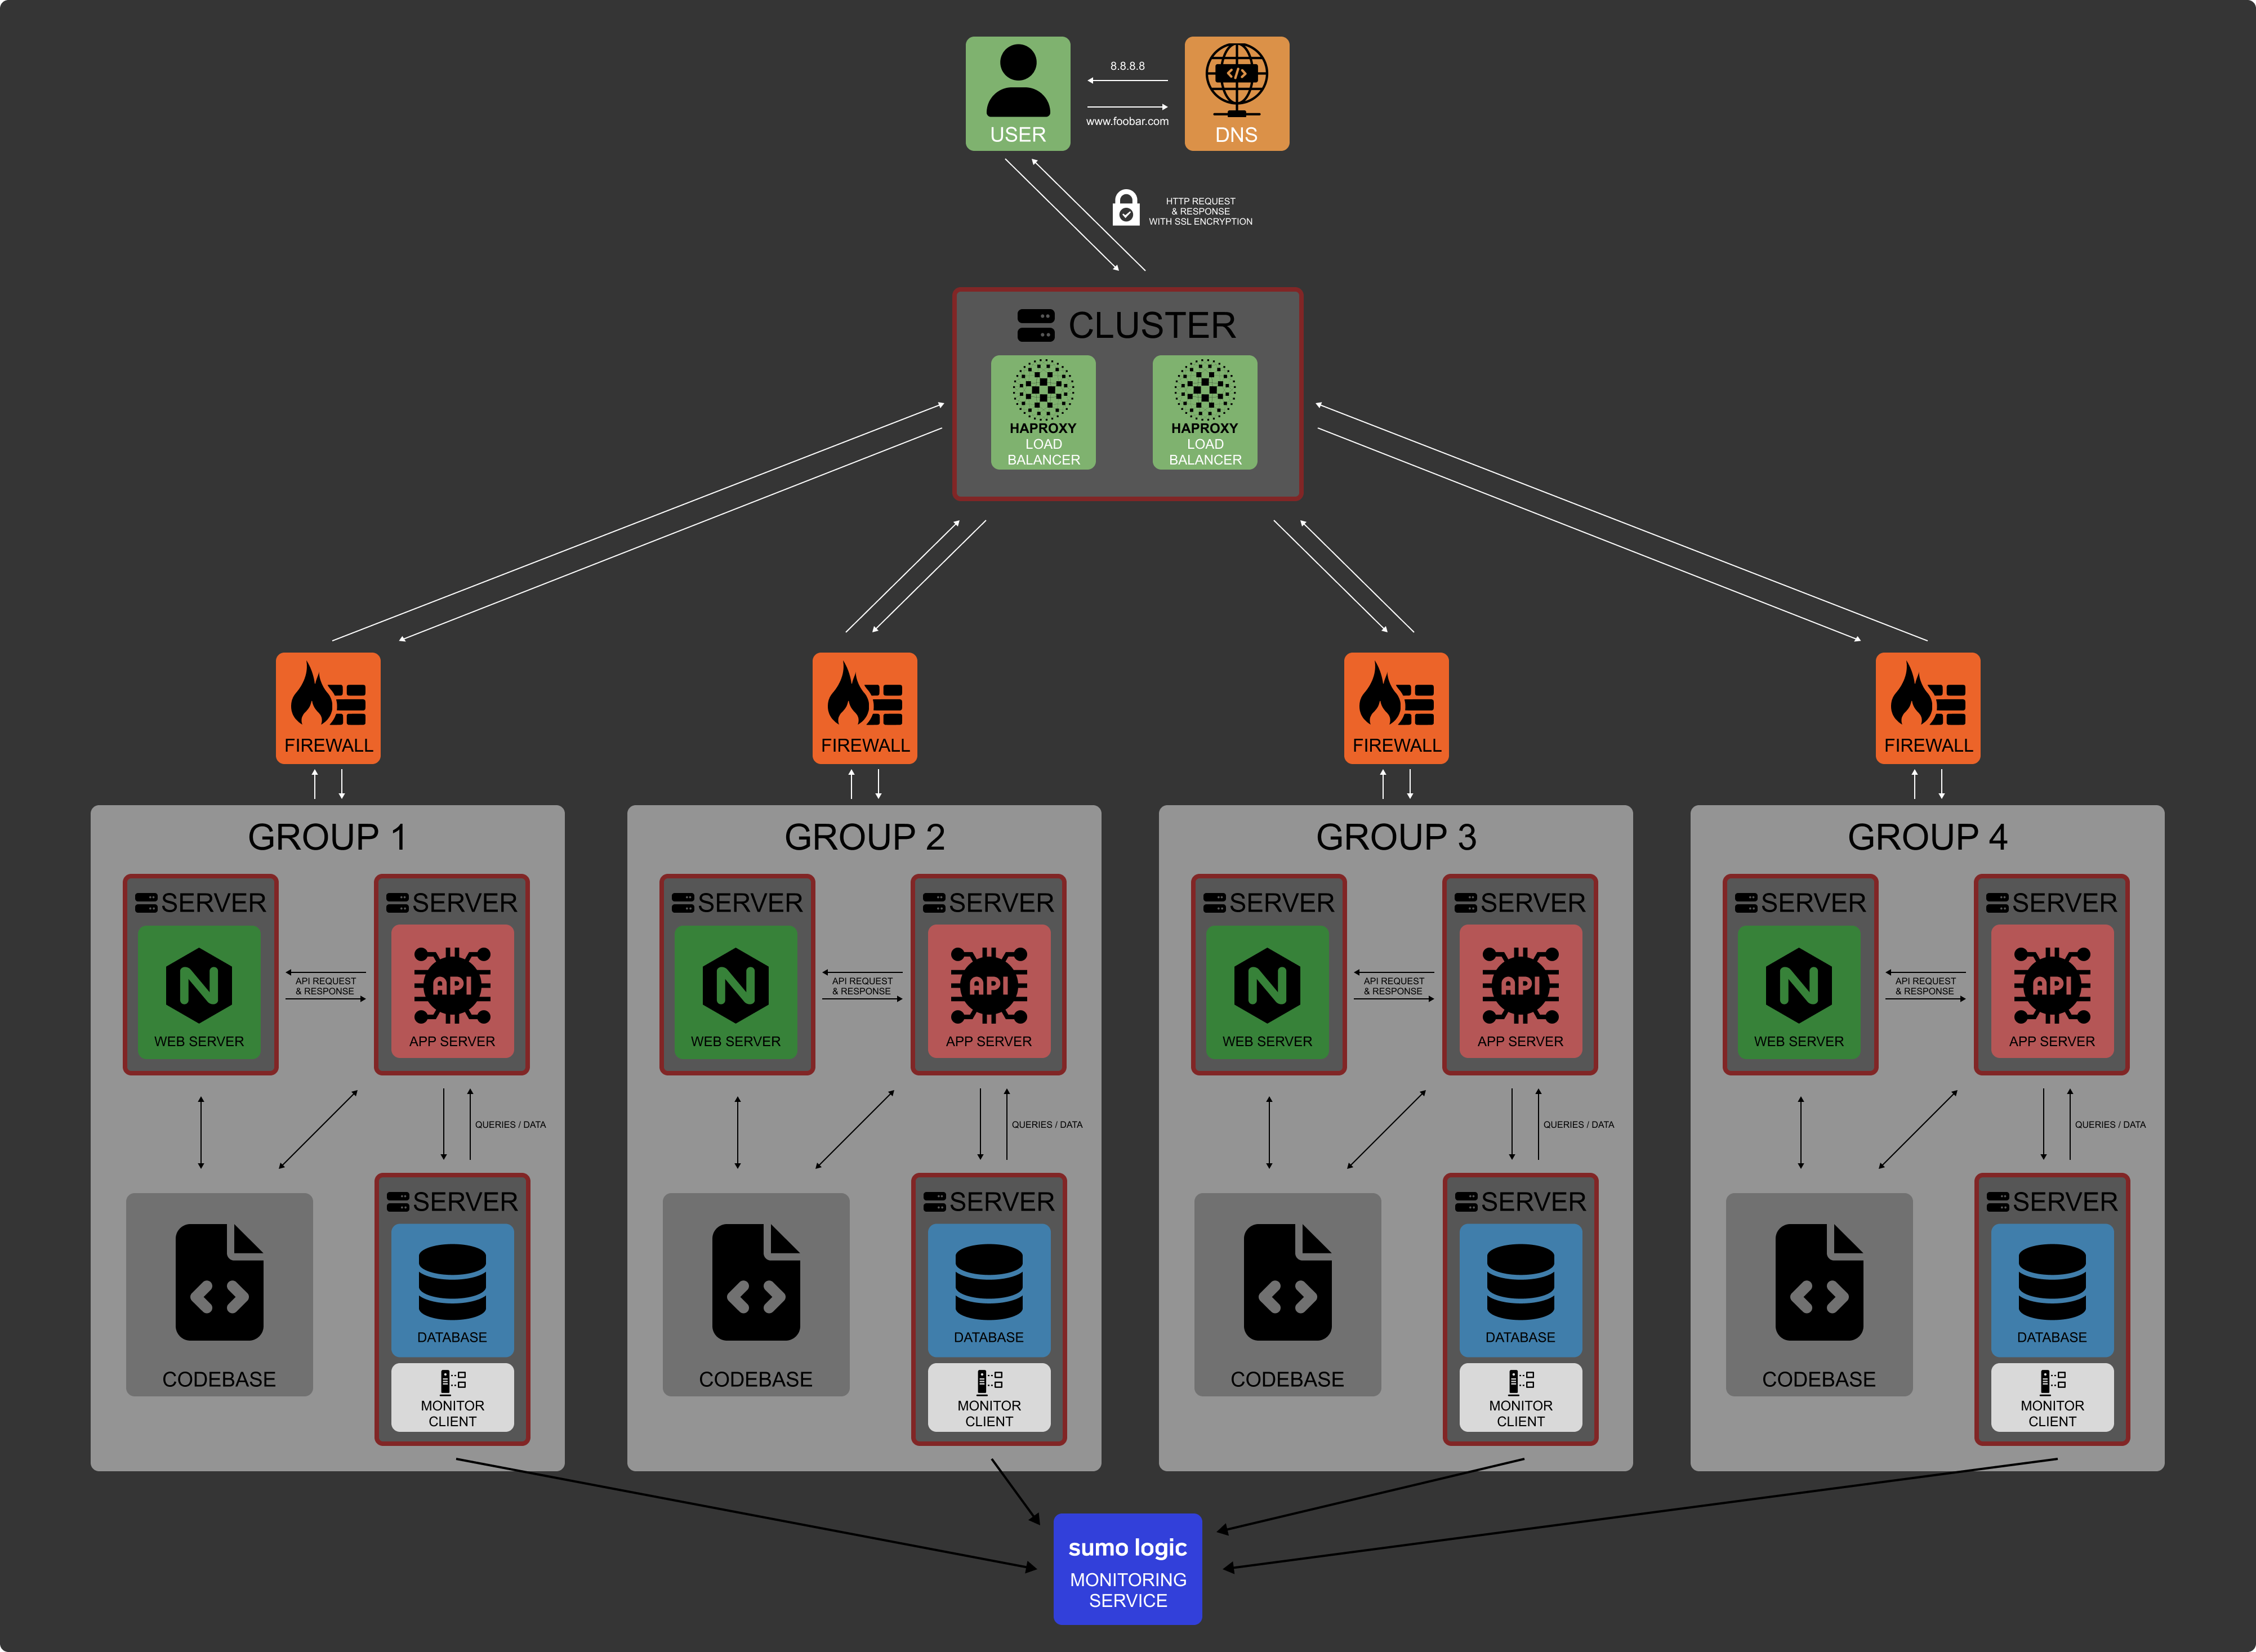 8.8.8.8
www.foobar.com
USER
DNS
HTTP REQUEST
& RESPONSE
WITH SSL ENCRYPTION
CLUSTER
HAPROXY
LOAD
BALANCER
HAPROXY
LOAD
BALANCER
FIREWALL
FIREWALL
FIREWALL
FIREWALL
GROUP 1
SERVER
SERVER
API REQUEST
& RESPONSE
API
WEB SERVER
APP SERVER
QUERIES / DATA
SERVER
DATABASE
CODEBASE
MONITOR
CLIENT
GROUP 2
SERVER
SERVER
API REQUEST
& RESPONSE
API
WEB SERVER
APP SERVER
QUERIES / DATA
SERVER
DATABASE
CODEBASE
MONITOR
CLIENT
GROUP 3
SERVER
SERVER
API REQUEST
& RESPONSE
API
WEB SERVER
APP SERVER
QUERIES / DATA
SERVER
DATABASE
CODEBASE
MONITOR
CLIENT
GROUP 4
SERVER
SERVER
API REQUEST
& RESPONSE
API
WEB SERVER
APP SERVER
QUERIES / DATA
SERVER
DATABASE
CODEBASE
MONITOR
CLIENT
sumo logic
MONITORING
SERVICE